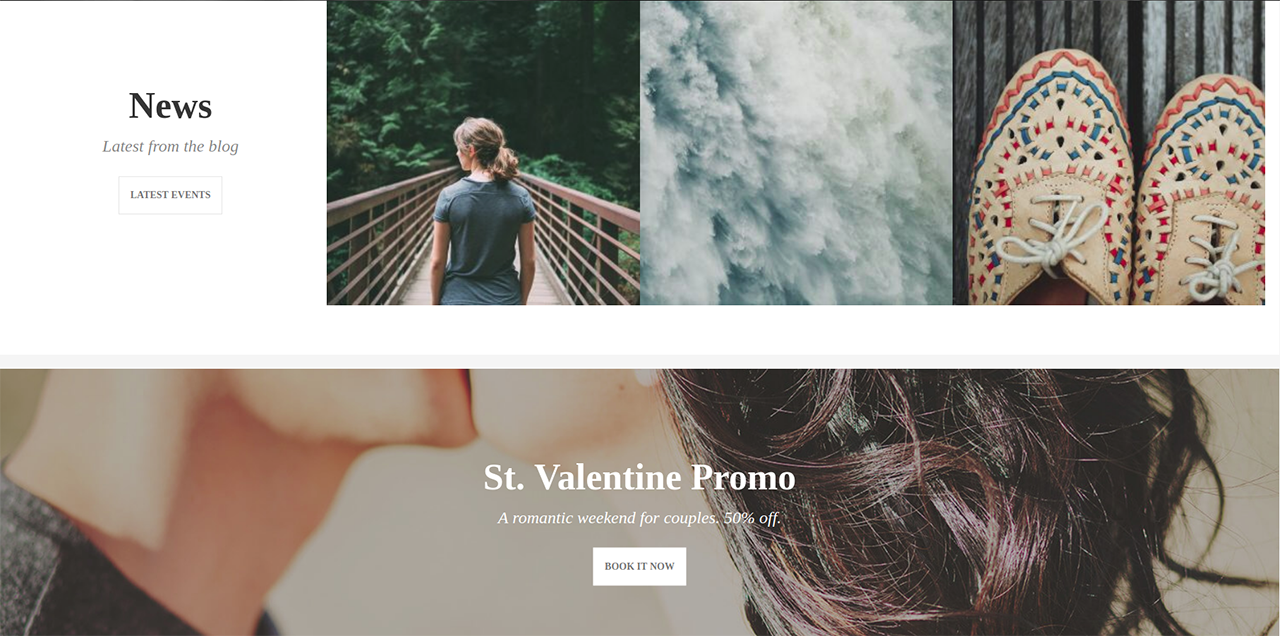 News
Latest from the blog
LATEST EVENTS
St. Valentine Promo
A romantic weekend for couples. 50% off.
BOOK IT NOW